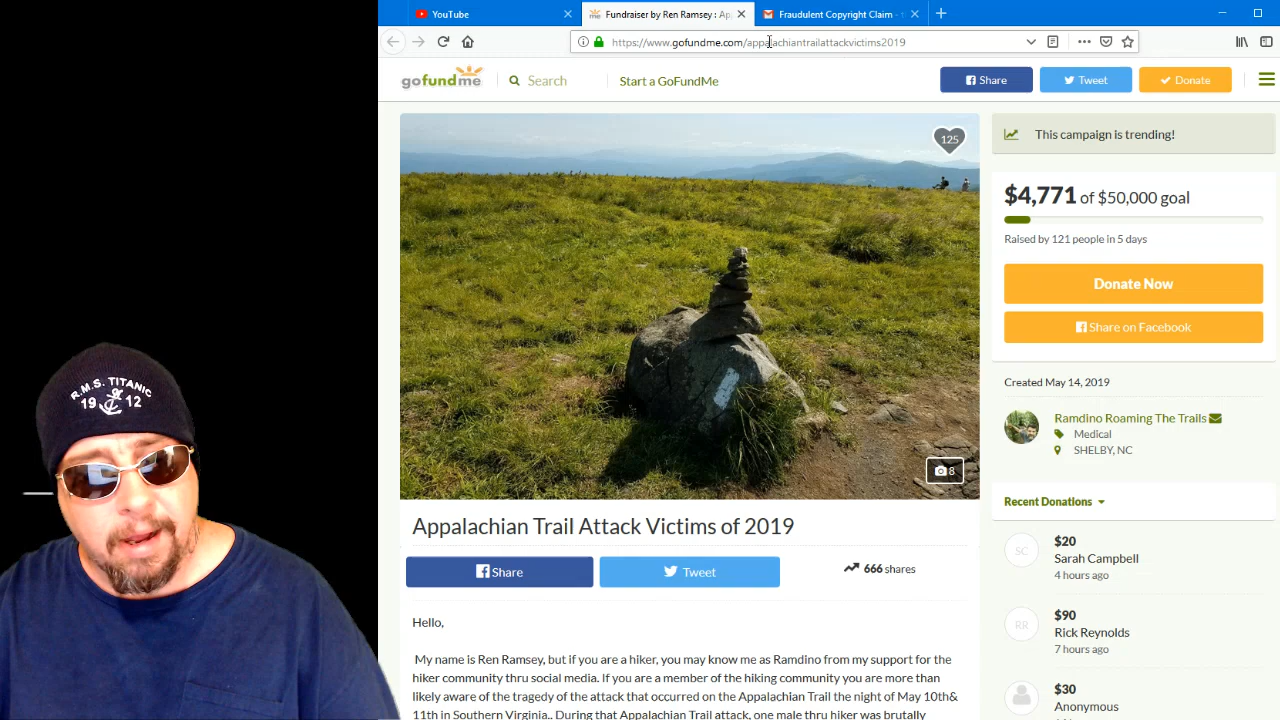 YouTube
Fundraiser by Ren Ramsey : Ap
Fraudulent Copyright Claim - t
https://www.gofundme.com/appalachiantrailattackvictims2019
gofundme
Search
Start a GoFundMe
Share
Tweet
Donate
125
This campaign is trending!
$4,771 of $50,000 goal
Raised by 121 people in 5 days
Donate Now
Share on Facebook
Created May 14, 2019
Ramdino Roaming The Trails
Medical
SHELBY, NC
8
Recent Donations
R.M.S. TITANIC
19 12
Appalachian Trail Attack Victims of 2019
Share
Tweet
666 shares
SC
$20
Sarah Campbell
4 hours ago
RR
$90
Rick Reynolds
7 hours ago
$30
Anonymous
Hello,
My name is Ren Ramsey, but if you are a hiker, you may know me as Ramdino from my support for the
hiker community thru social media. If you are a member of the hiking community you are more than
likely aware of the tragedy of the attack that occurred on the Appalachian Trail the night of May 10th&
11th in Southern Virginia.. During that Appalachian Trail attack, one male thru hiker was brutally